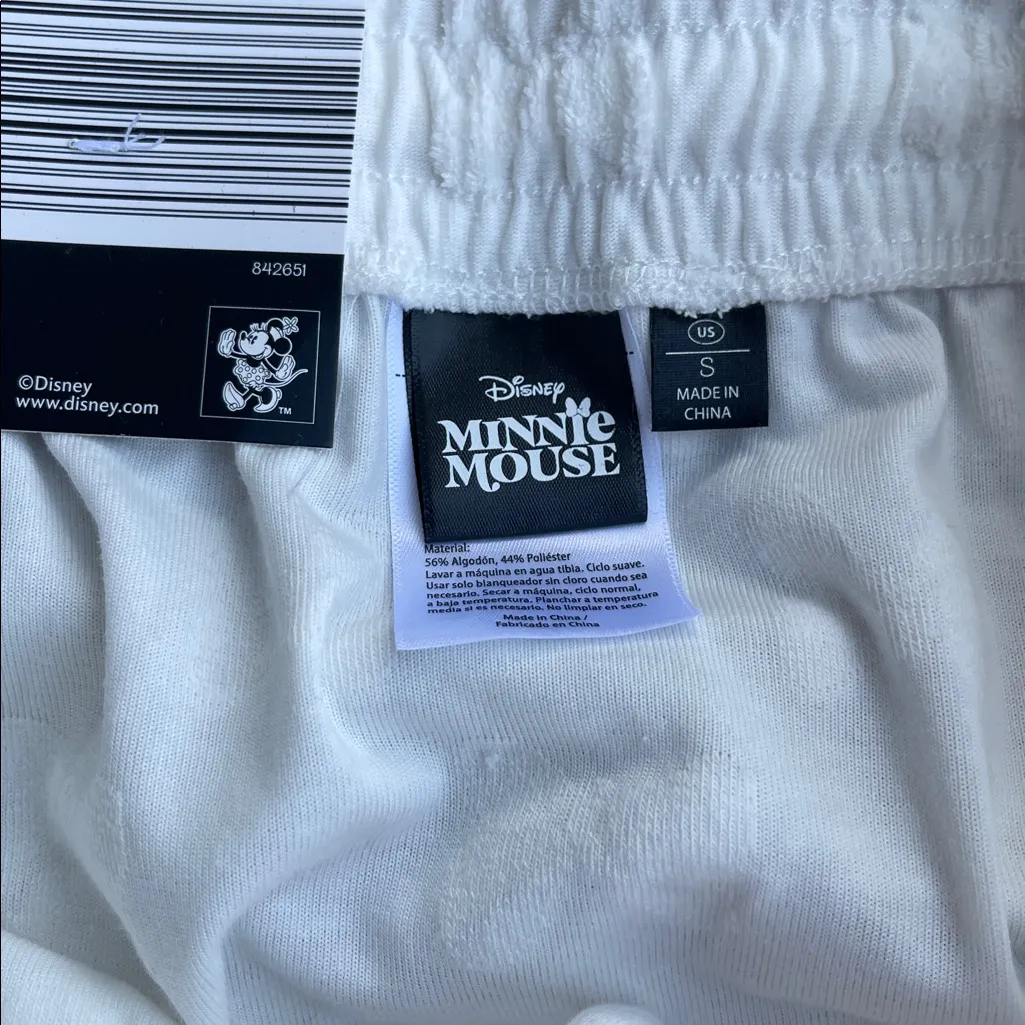 842651
©Disney
www.disney.com
TM
Disney
MINNIE
MOUSE
US
S
MADE IN
CHINA
Material:
56% Algodón, 44% Poliéster
Lavar a máquina en agua tibia. Ciclo suave.
Usar solo blanqueador sin cloro cuando sea
necesario. Secar a máquina, ciclo normal,
a baja temperatura. Planchar a temperatura
media si es necesario. No limpiar en seco.
Made in China /
Fabricado en China